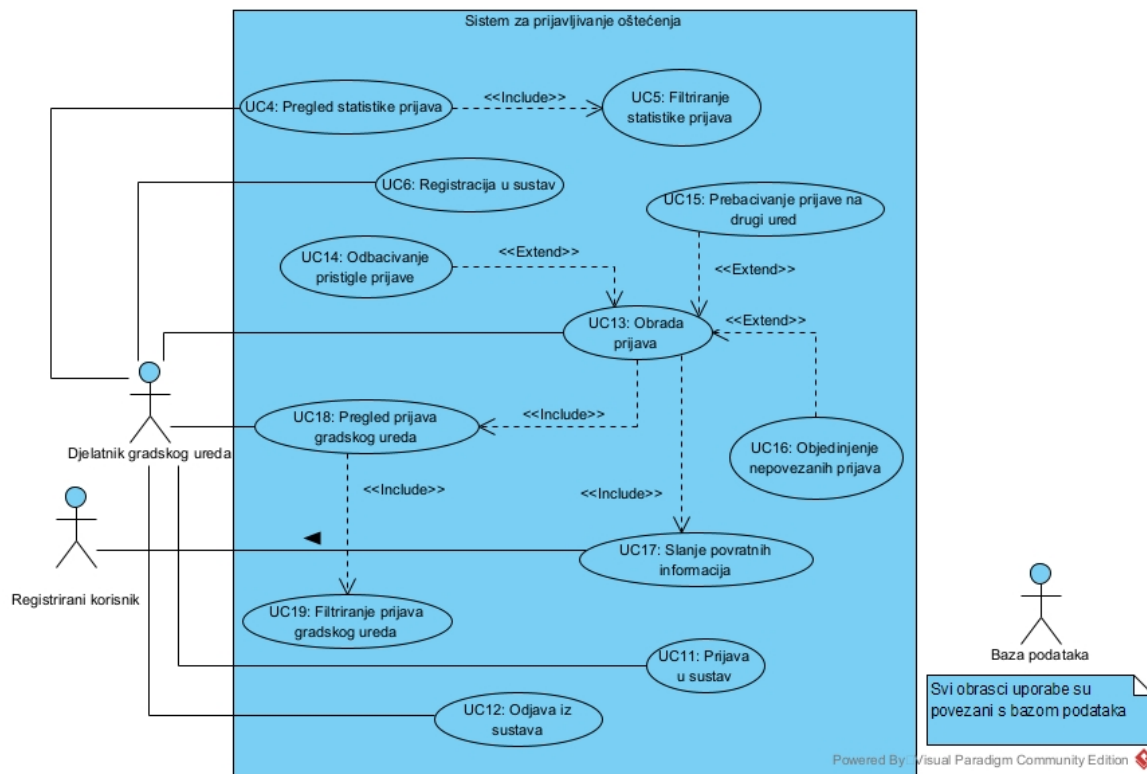 Sistem za prijavljivanje oštećenja
UC4: Pregled statistike prijava
<<Include>>
UC5: Filtriranje
statistike prijava
UC6: Registracija u sustav
UC15: Prebacivanje prijave na
drugi ured
UC14: Odbacivanje
pristigle prijave
<<Extend>>
<<Extend>>
UC13: Obrada
prijava
<<Extend>>
UC18: Pregled prijava
gradskog ureda
<<Include>>
Djelatnik gradskog ureda
UC16: Objedinjenje
nepovezanih prijava
<<Include>>
<<Include>>
UC17: Slanje povratnih
informacija
Registrirani korisnik
UC19: Filtriranje prijava
gradskog ureda
UC11: Prijava
u sustav
Baza podataka
Svi obrasci uporabe su
povezani s bazom podataka
UC12: Odjava iz
sustava
Powered By Visual Paradigm Community Edition